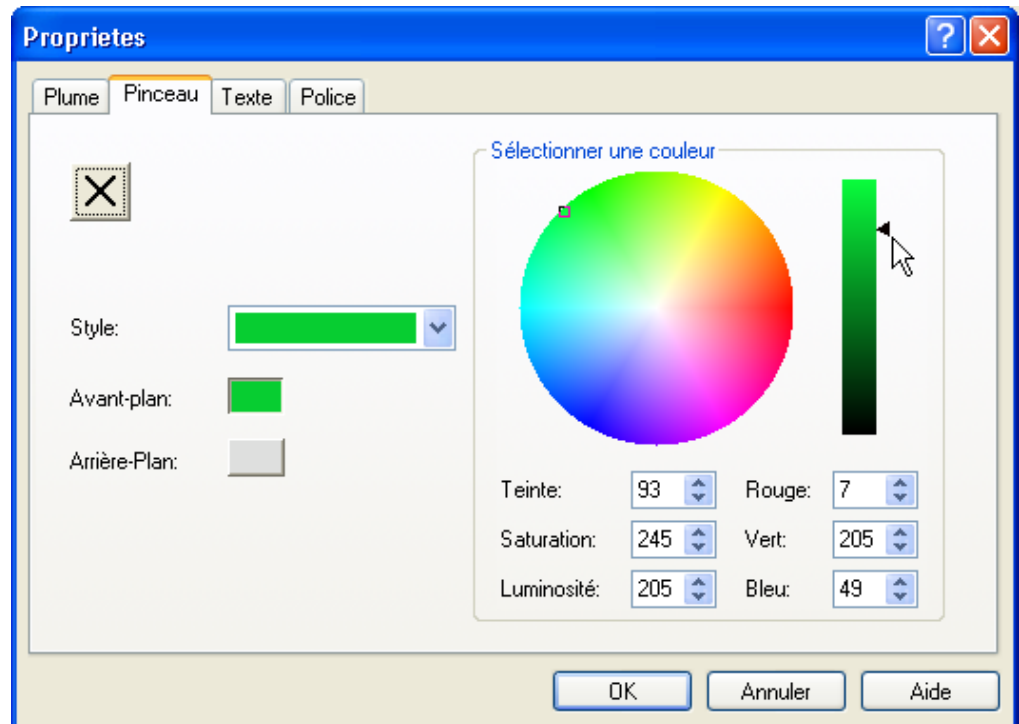 Proprietes
Plume Pinceau Texte Police
Sélectionner une couleur
Style:
Avant-plan:
Arrière-Plan:
Teinte: 93 Rouge: 7
Saturation: 245 Vert: 205
Luminosité: 205 Bleu: 49
OK Annuler Aide